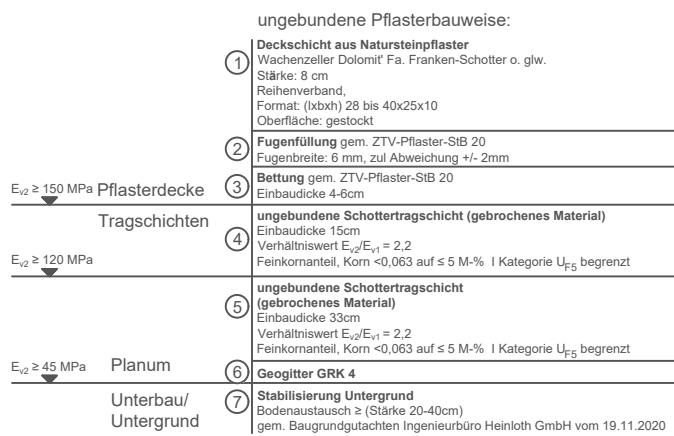 ungebundene Pflasterbauweise:
1
Deckschicht aus Natursteinpflaster
Wachenzeller Dolomit' Fa. Franken-Schotter o. glw.
Stärke: 8 cm
Reihenverband,
Format: (lxbxh) 28 bis 40x25x10
Oberfläche: gestockt
2
Fugenfüllung gem. ZTV-Pflaster-StB 20
Fugenbreite: 6 mm, zul Abweichung +/- 2mm
Ev2 ≥ 150 MPa Pflasterdecke
3
Bettung gem. ZTV-Pflaster-StB 20
Einbaudicke 4-6cm
Tragschichten
4
ungebundene Schottertragschicht (gebrochenes Material)
Einbaudicke 15cm
Verhältniswert Ev2/Ev1 = 2,2
Feinkornanteil, Korn <0,063 auf ≤ 5 M-% I Kategorie UF5 begrenzt
Ev2 ≥ 120 MPa
5
ungebundene Schottertragschicht
(gebrochenes Material)
Einbaudicke 33cm
Verhältniswert Ev2/Ev1 = 2,2
Feinkornanteil, Korn <0,063 auf ≤ 5 M-% I Kategorie UF5 begrenzt
Ev2 ≥ 45 MPa Planum
6
Geogitter GRK 4
Unterbau/
Untergrund
7
Stabilisierung Untergrund
Bodenaustausch ≥ (Stärke 20-40cm)
gem. Baugrundgutachten Ingenieurbüro Heinloth GmbH vom 19.11.2020